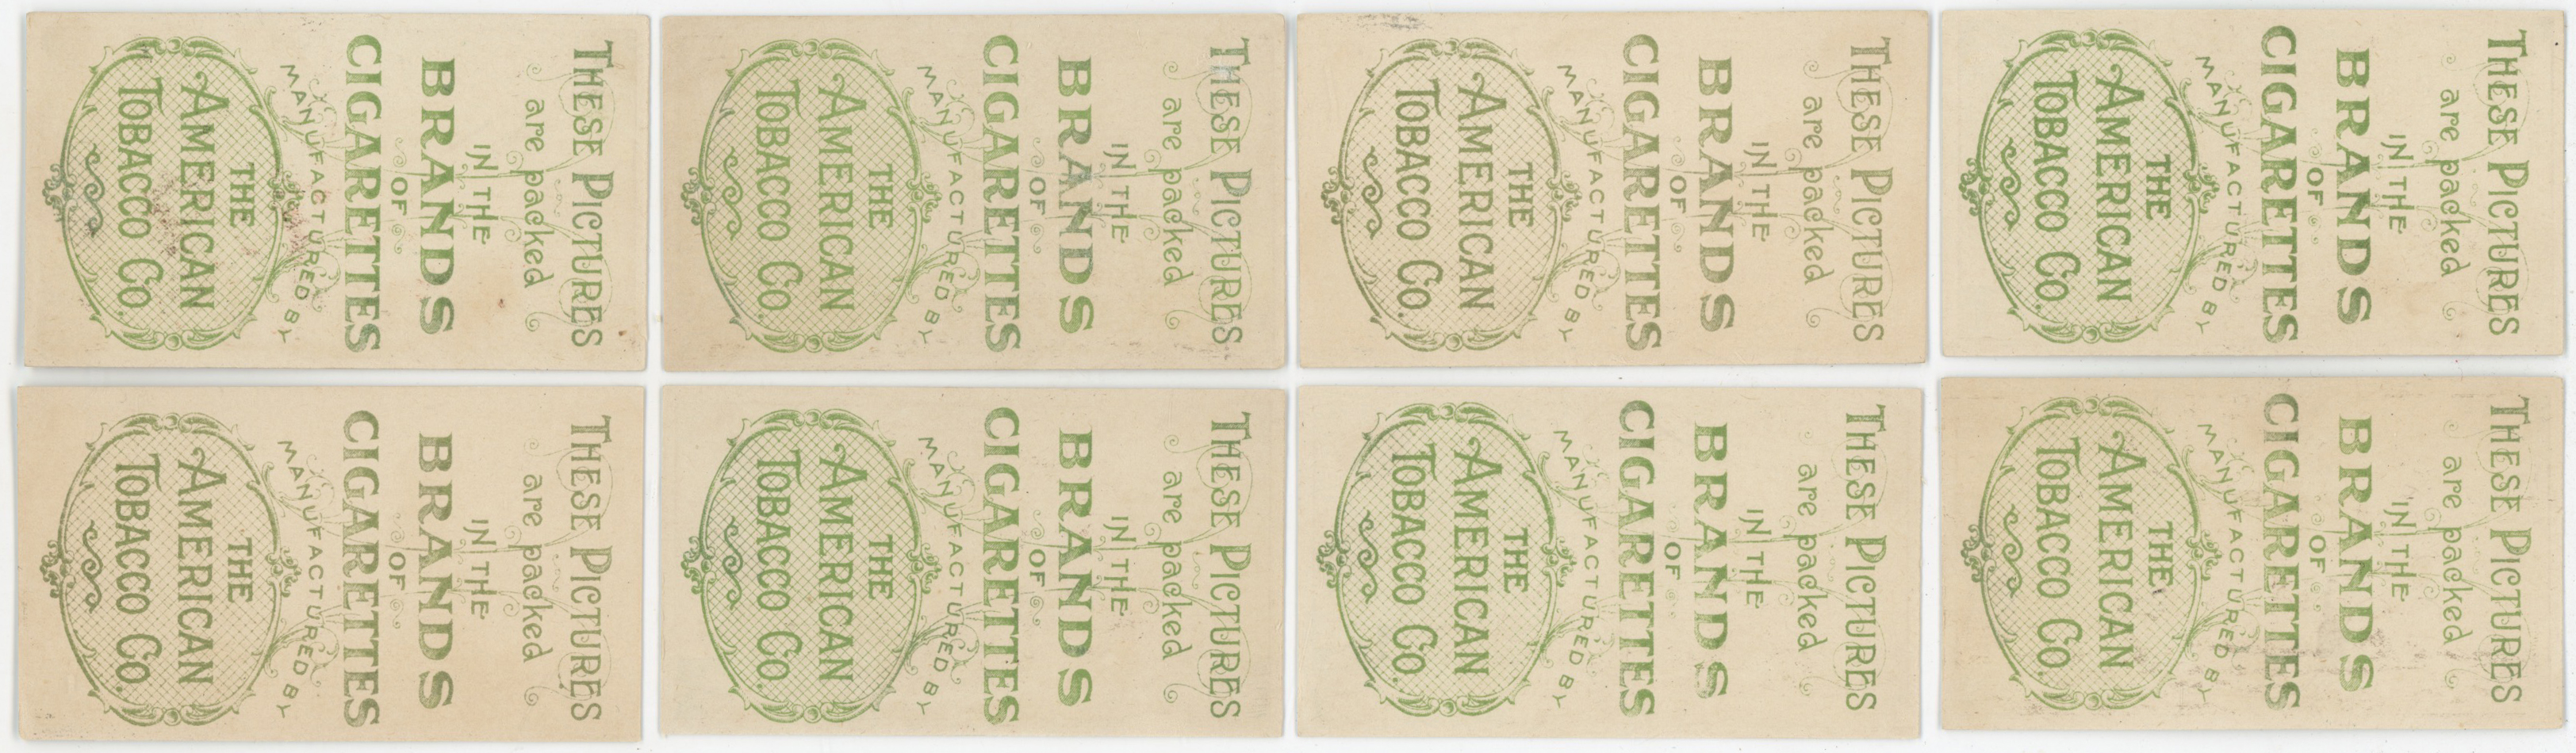 THESE PICTURES
are packed
IN THE
BRANDS
OF
CIGARETTES
MANUFACTURED BY
THE
AMERICAN
TOBACCO CO.
THESE PICTURES
are packed
IN THE
BRANDS
OF
CIGARETTES
MANUFACTURED BY
THE
AMERICAN
TOBACCO CO.
THESE PICTURES
are packed
IN THE
BRANDS
OF
CIGARETTES
MANUFACTURED BY
THE
AMERICAN
TOBACCO CO.
THESE PICTURES
are packed
IN THE
BRANDS
OF
CIGARETTES
MANUFACTURED BY
THE
AMERICAN
TOBACCO CO.
THESE PICTURES
are packed
IN THE
BRANDS
OF
CIGARETTES
MANUFACTURED BY
THE
AMERICAN
TOBACCO CO.
THESE PICTURES
are packed
IN THE
BRANDS
OF
CIGARETTES
MANUFACTURED BY
THE
AMERICAN
TOBACCO CO.
THESE PICTURES
are packed
IN THE
BRANDS
OF
CIGARETTES
MANUFACTURED BY
THE
AMERICAN
TOBACCO CO.
THESE PICTURES
are packed
IN THE
BRANDS
OF
CIGARETTES
MANUFACTURED BY
THE
AMERICAN
TOBACCO CO.